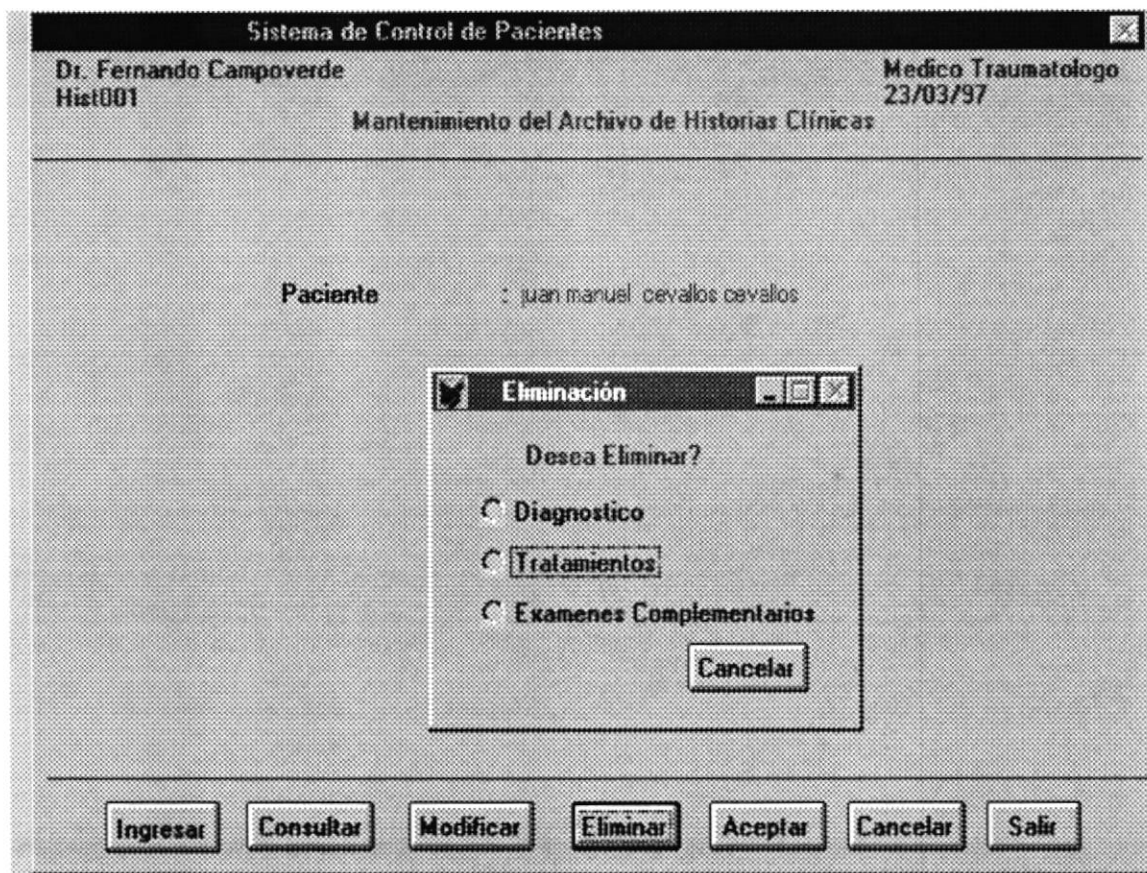 Sistema de Control de Pacientes
Dr. Fernando Campoverde
Medico Traumatologo
Hist001
23/03/97
Mantenimiento del Archivo de Historias Clínicas
Paciente : juan manuel cevallos cevallos
Eliminación
Desea Eliminar?
Diagnostico
Tratamientos
Examenes Complementarios
Cancelar
Ingresar Consultar Modificar Eliminar Aceptar Cancelar Salir